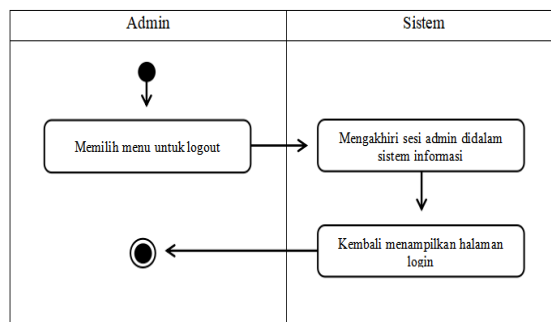 Admin
Sistem
Memilih menu untuk logout
Mengakhiri sesi admin didalam
sistem informasi
Kembali menampilkan halaman
login